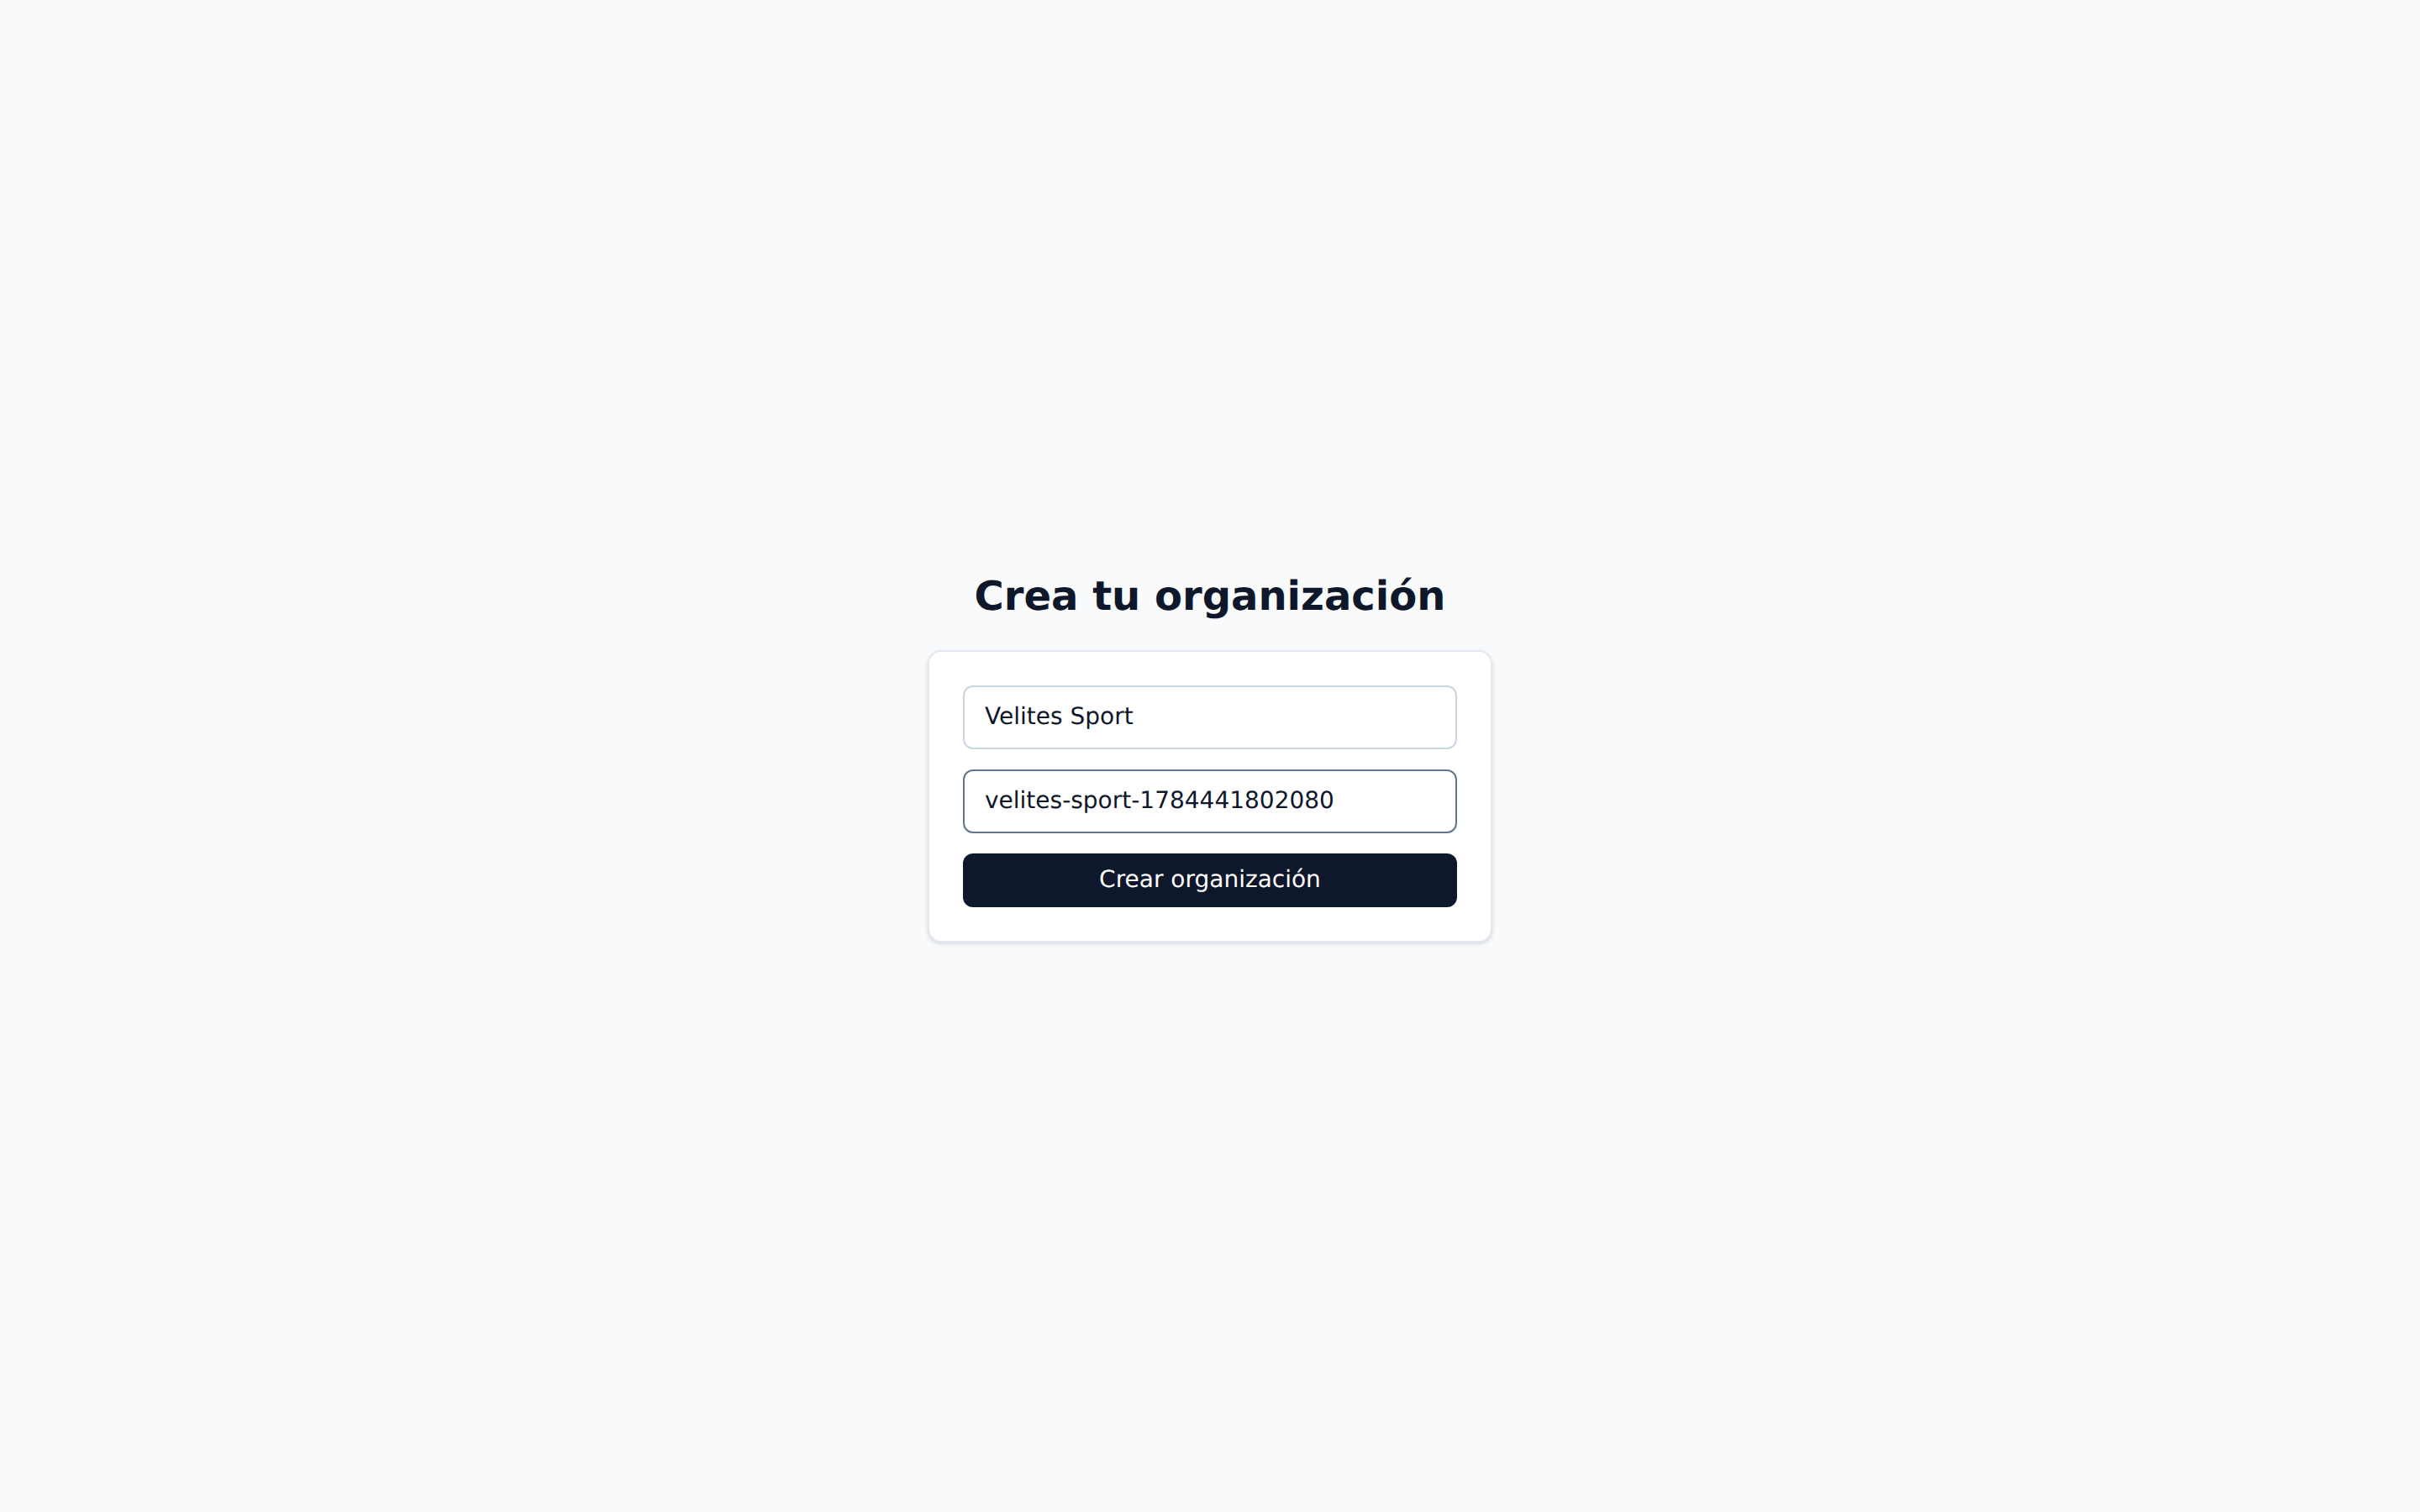 Crea tu organización
Velites Sport
velites-sport-1784441802080
Crear organización